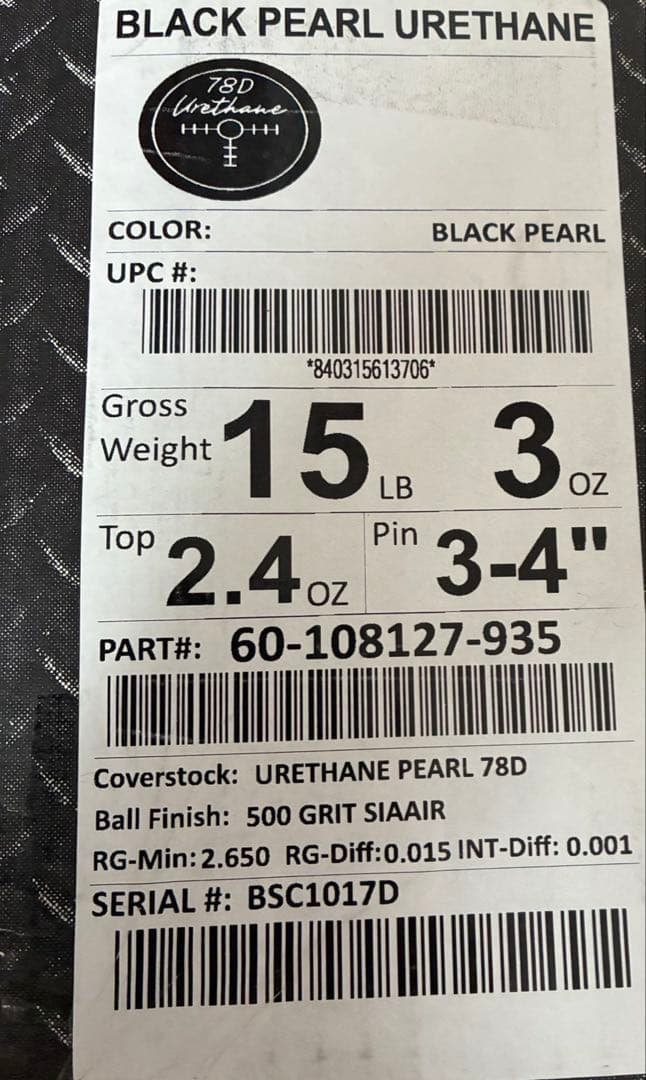 BLACK PEARL URETHANE
78D
Urethane
COLOR: BLACK PEARL
UPC #:
*840315613706*
Gross
Weight 15 LB 3 OZ
Top 2.4 OZ Pin 3-4"
PART#: 60-108127-935
Coverstock: URETHANE PEARL 78D
Ball Finish: 500 GRIT SIAAIR
RG-Min: 2.650 RG-Diff:0.015 INT-Diff: 0.001
SERIAL #: BSC1017D